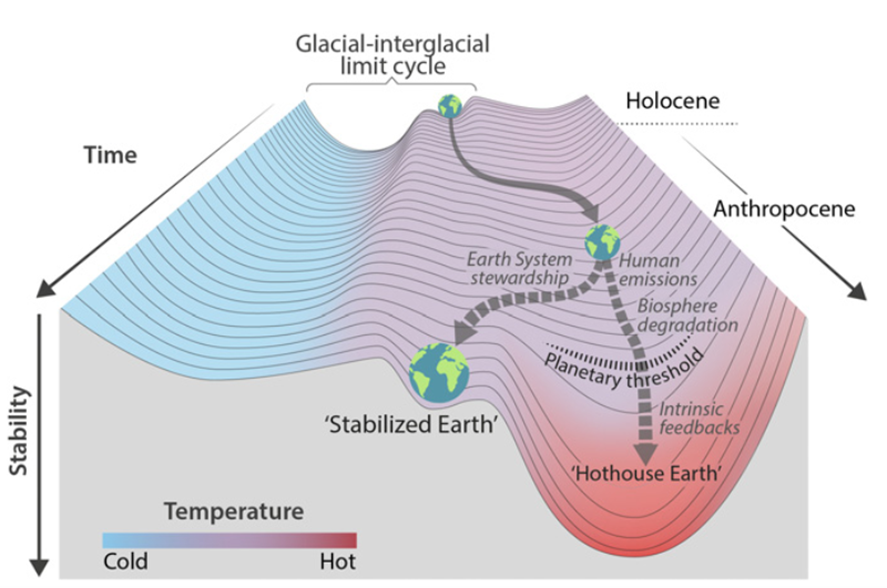 Glacial-interglacial
limit cycle
Holocene
Time
Anthropocene
Earth System
stewardship
Human
emissions
Biosphere
degradation
Planetary threshold
Stability
'Stabilized Earth'
Intrinsic
feedbacks
'Hothouse Earth'
Temperature
Cold
Hot